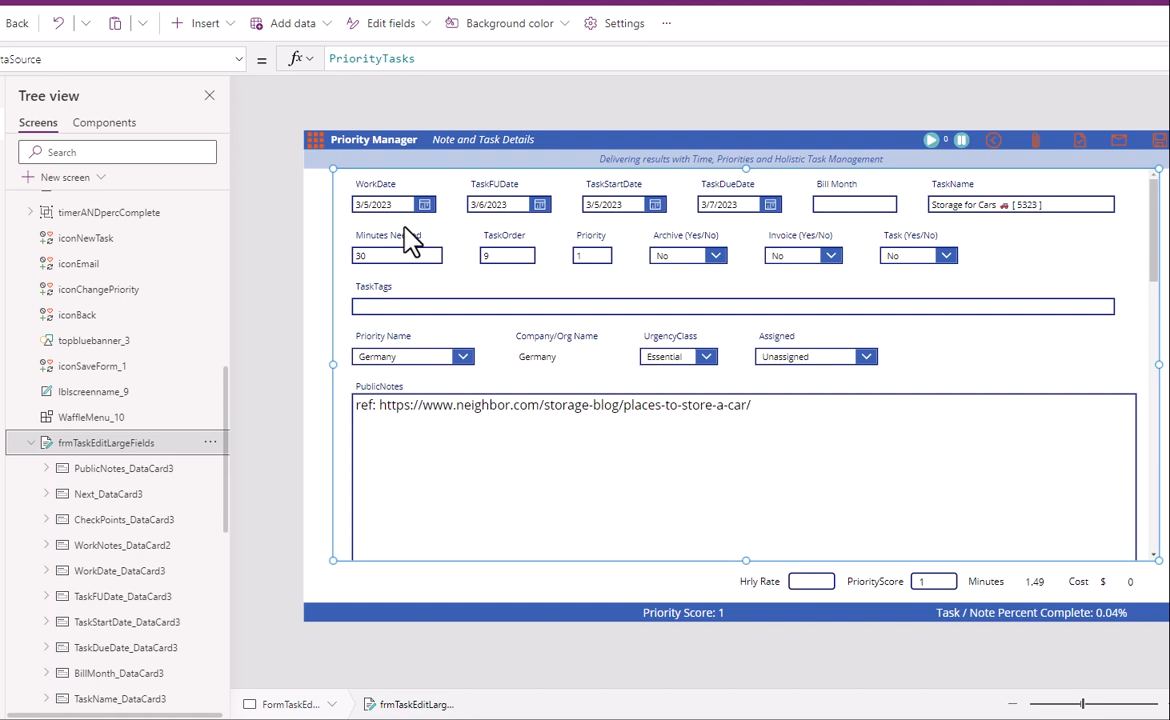 Back Insert Add data Edit fields Background color Settings ...
taSource = fx PriorityTasks
Tree view
Screens Components
Search
New screen
timerANDpercComplete
iconNewTask
iconEmail
iconChangePriority
iconBack
topbluebanner_3
iconSaveForm_1
lblscreenname_9
WaffleMenu_10
frmTaskEditLargeFields ...
PublicNotes_DataCard3
Next_DataCard3
CheckPoints_DataCard3
WorkNotes_DataCard2
WorkDate_DataCard3
TaskFUDate_DataCard3
TaskStartDate_DataCard3
TaskDueDate_DataCard3
BillMonth_DataCard3
TaskName_DataCard3
Priority Manager Note and Task Details 0
Delivering results with Time, Priorities and Holistic Task Management
WorkDate TaskFUDate TaskStartDate TaskDueDate Bill Month TaskName
3/5/2023 3/6/2023 3/5/2023 3/7/2023 Storage for Cars 🚗 [ 5323 ]
Minutes TaskOrder Priority Archive (Yes/No) Invoice (Yes/No) Task (Yes/No)
30 9 1 No No No
TaskTags
Priority Name Company/Org Name UrgencyClass Assigned
Germany Germany Essential Unassigned
PublicNotes
ref: https://www.neighbor.com/storage-blog/places-to-store-a-car/
Hrly Rate PriorityScore 1 Minutes 1.49 Cost $ 0
Priority Score: 1 Task / Note Percent Complete: 0.04%
FormTaskEd... frmTaskEditLarg...